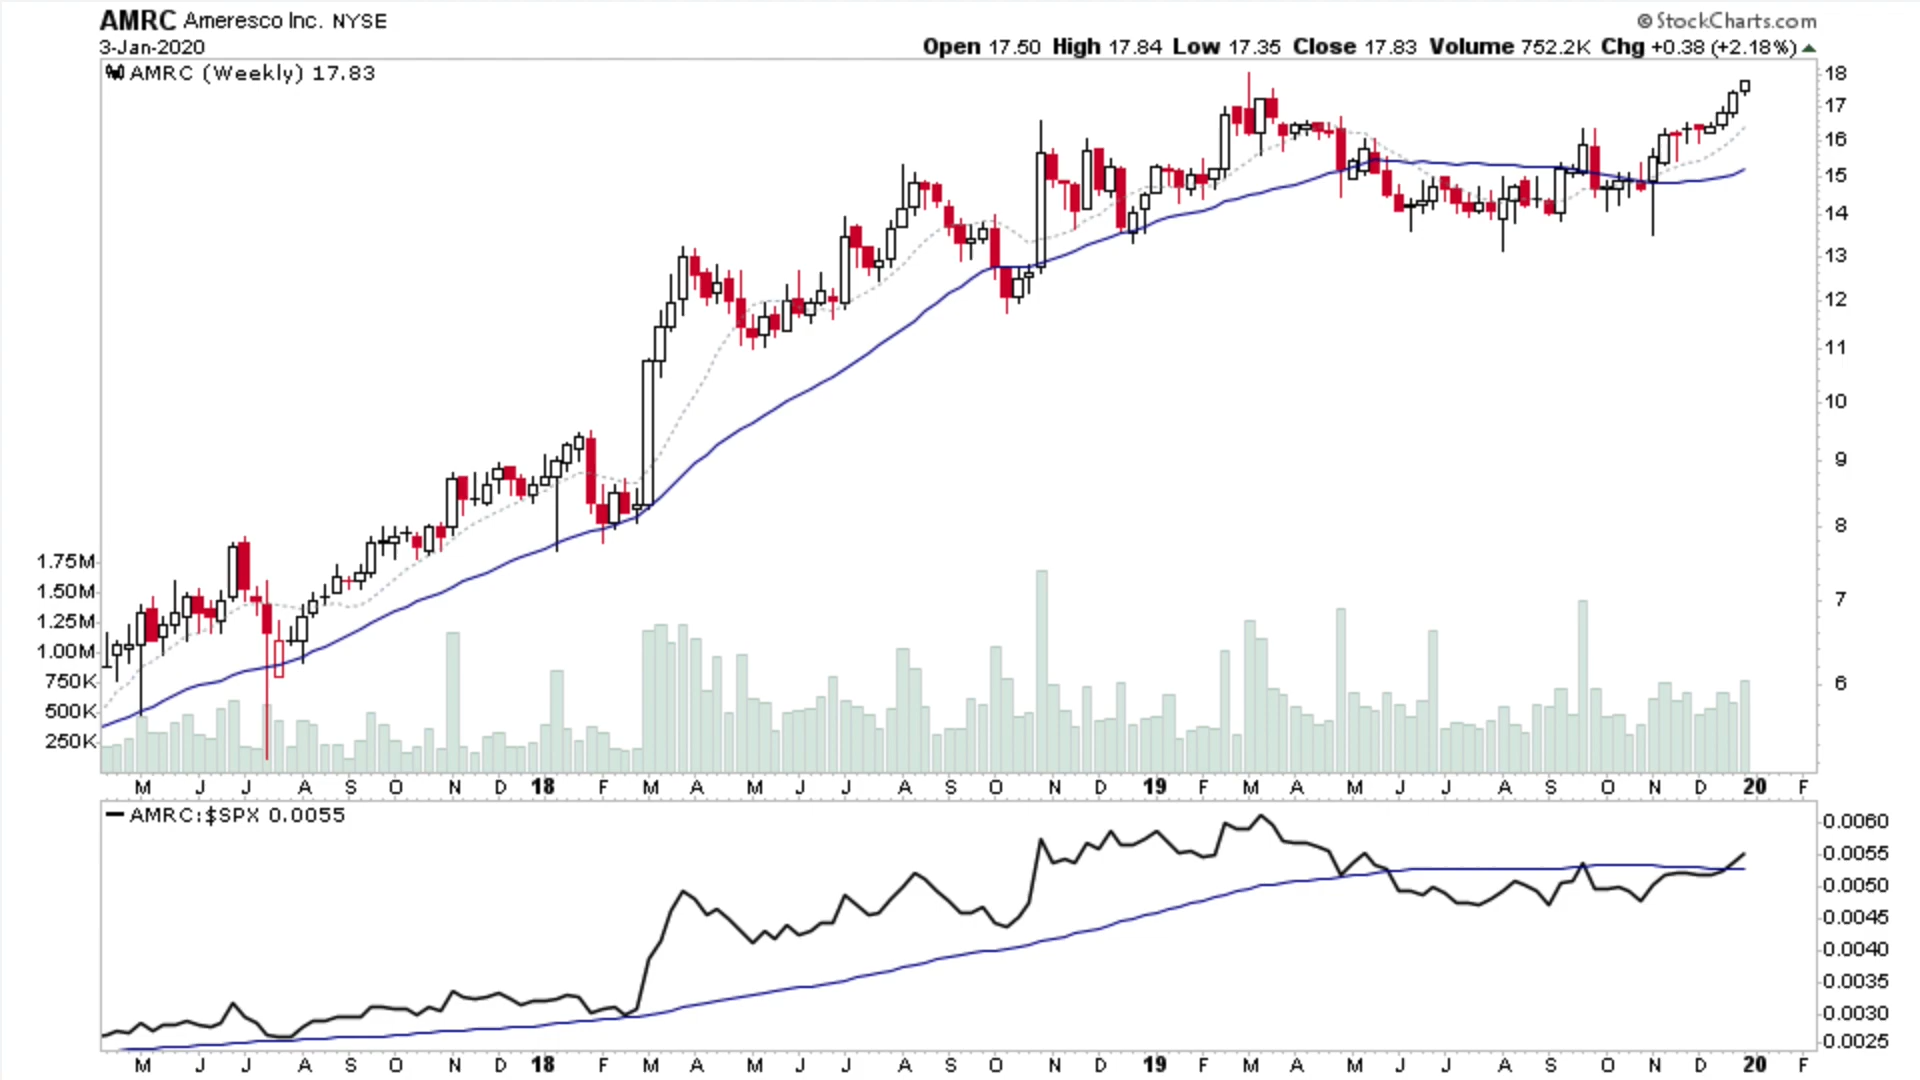 AMRC Ameresco Inc. NYSE
© StockCharts.com
3-Jan-2020
Open 17.50 High 17.84 Low 17.35 Close 17.83 Volume 752.2K Chg +0.38 (+2.18%)
AMRC (Weekly) 17.83
18
17
16
15
14
13
12
11
10
9
8
7
6
1.75M
1.50M
1.25M
1.00M
750K
500K
250K
M J J A S O N D 18 F M A M J J A S O N D 19 F M A M J J A S O N D 20 F
AMRC:$SPX 0.0055
0.0060
0.0055
0.0050
0.0045
0.0040
0.0035
0.0030
0.0025
M J J A S O N D 18 F M A M J J A S O N D 19 F M A M J J A S O N D 20 F